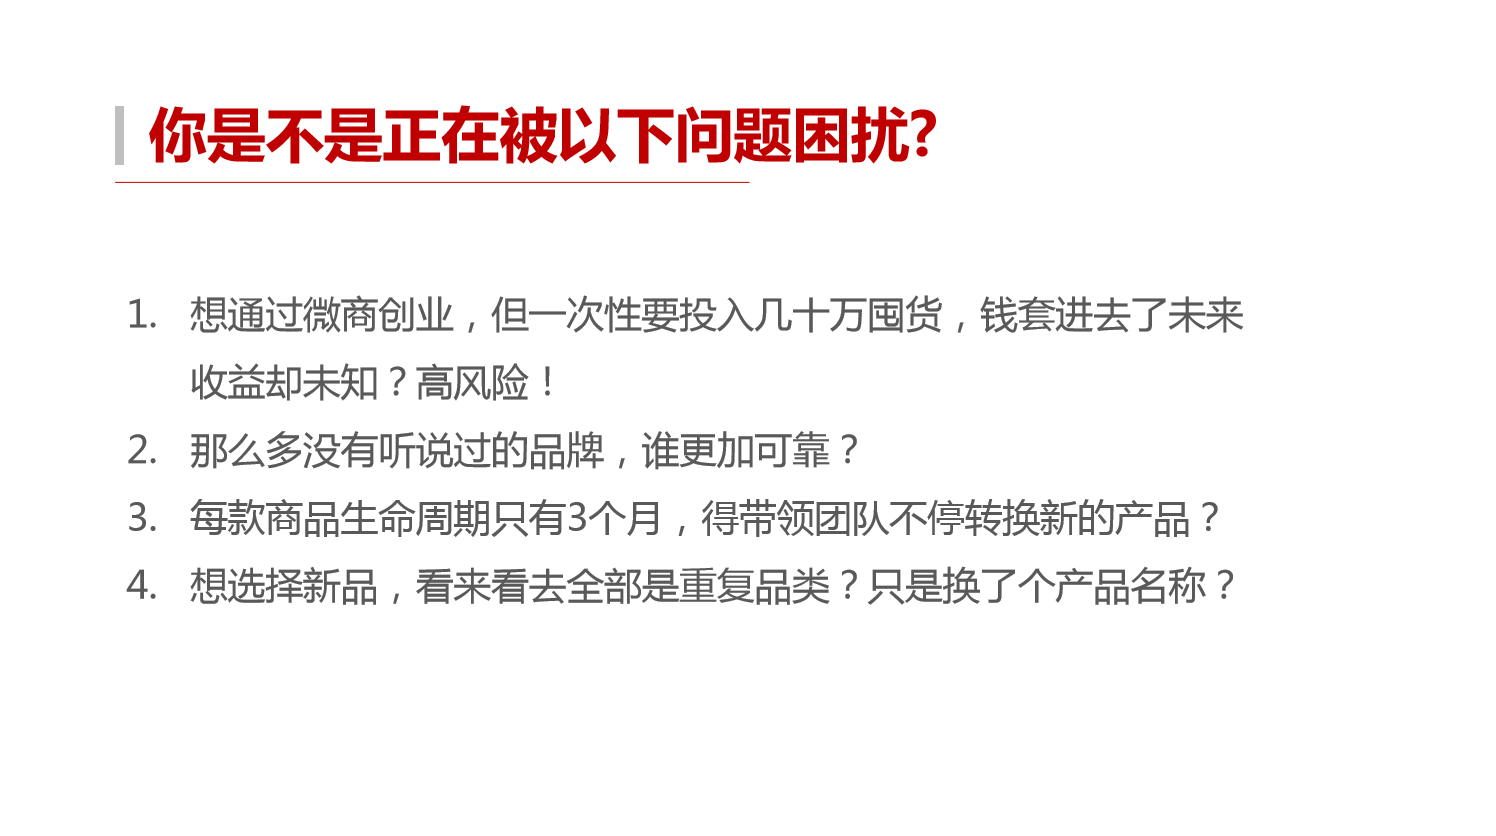 你是不是正在被以下问题困扰?
1. 想通过微商创业，但一次性要投入几十万囤货，钱套进去了未来
收益却未知？高风险！
2. 那么多没有听说过的品牌，谁更加可靠？
3. 每款商品生命周期只有3个月，得带领团队不停转换新的产品？
4. 想选择新品，看来看去全部是重复品类？只是换了个产品名称？